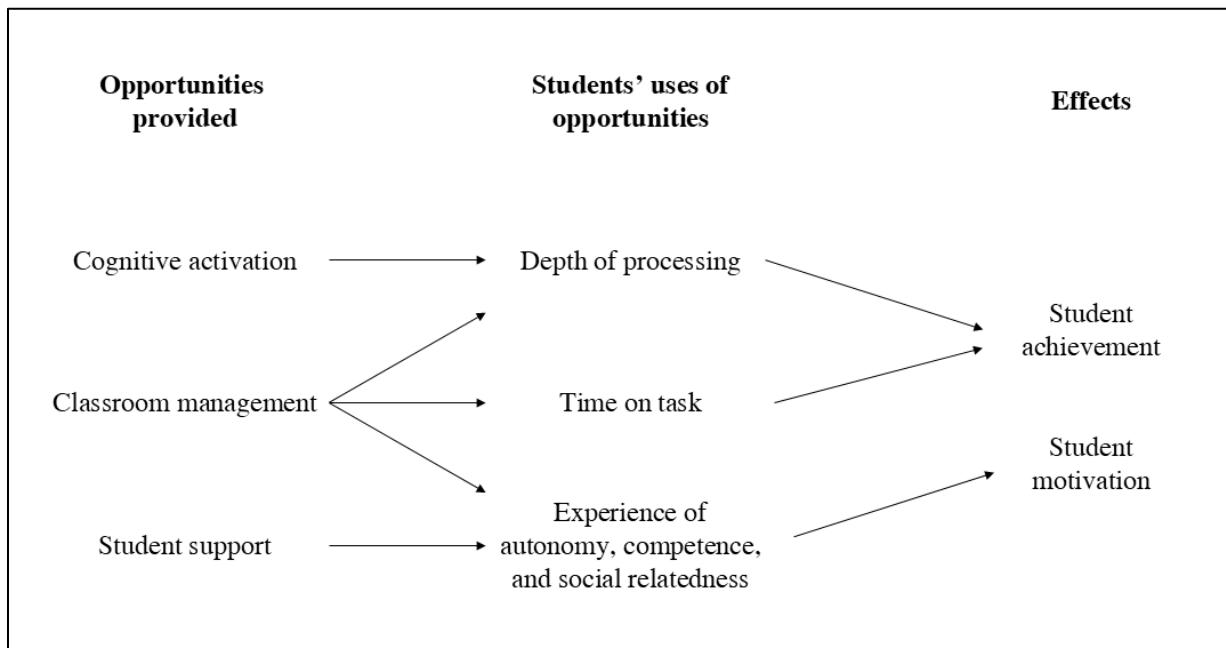 Opportunities
provided
Students’ uses of
opportunities
Effects
Cognitive activation
Depth of processing
Student
achievement
Classroom management
Time on task
Student
motivation
Student support
Experience of
autonomy, competence,
and social relatedness